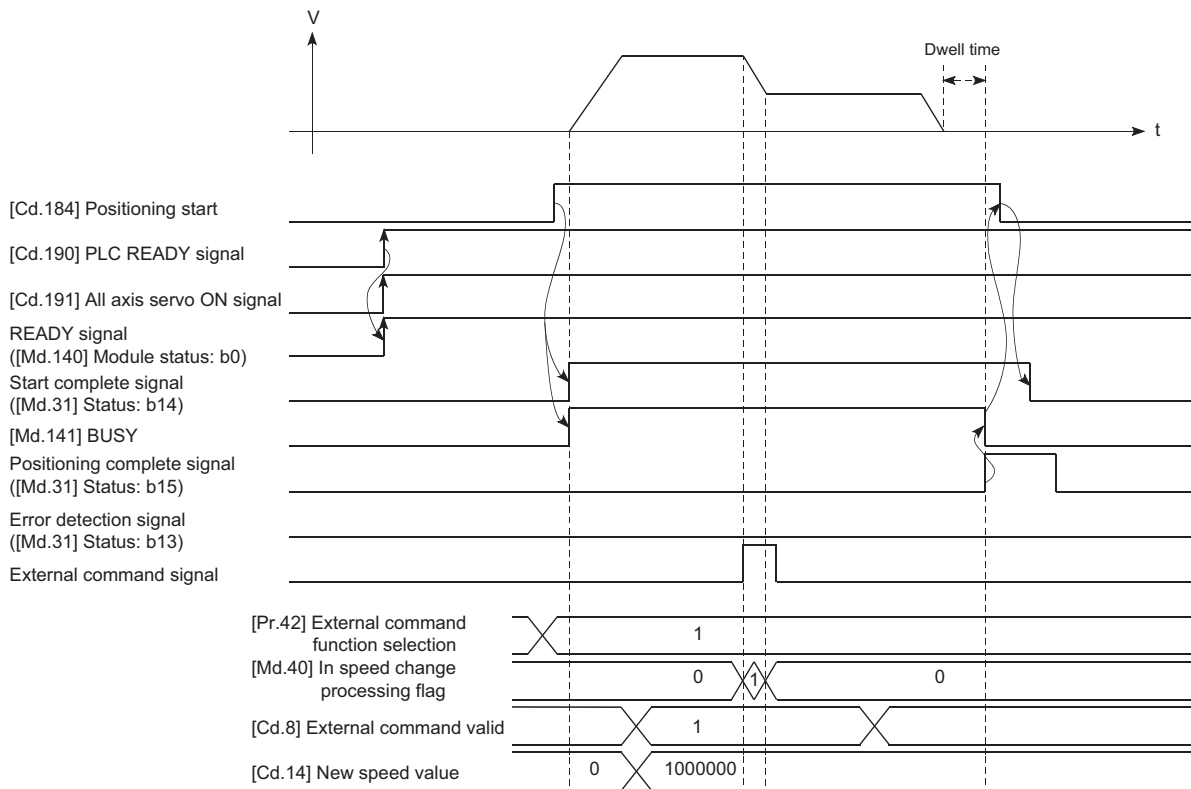 V
Dwell time
t
[Cd.184] Positioning start
[Cd.190] PLC READY signal
[Cd.191] All axis servo ON signal
READY signal
([Md.140] Module status: b0)
Start complete signal
([Md.31] Status: b14)
[Md.141] BUSY
Positioning complete signal
([Md.31] Status: b15)
Error detection signal
([Md.31] Status: b13)
External command signal
[Pr.42] External command
function selection
1
[Md.40] In speed change
processing flag
0 1 0
[Cd.8] External command valid 1
[Cd.14] New speed value 0 1000000